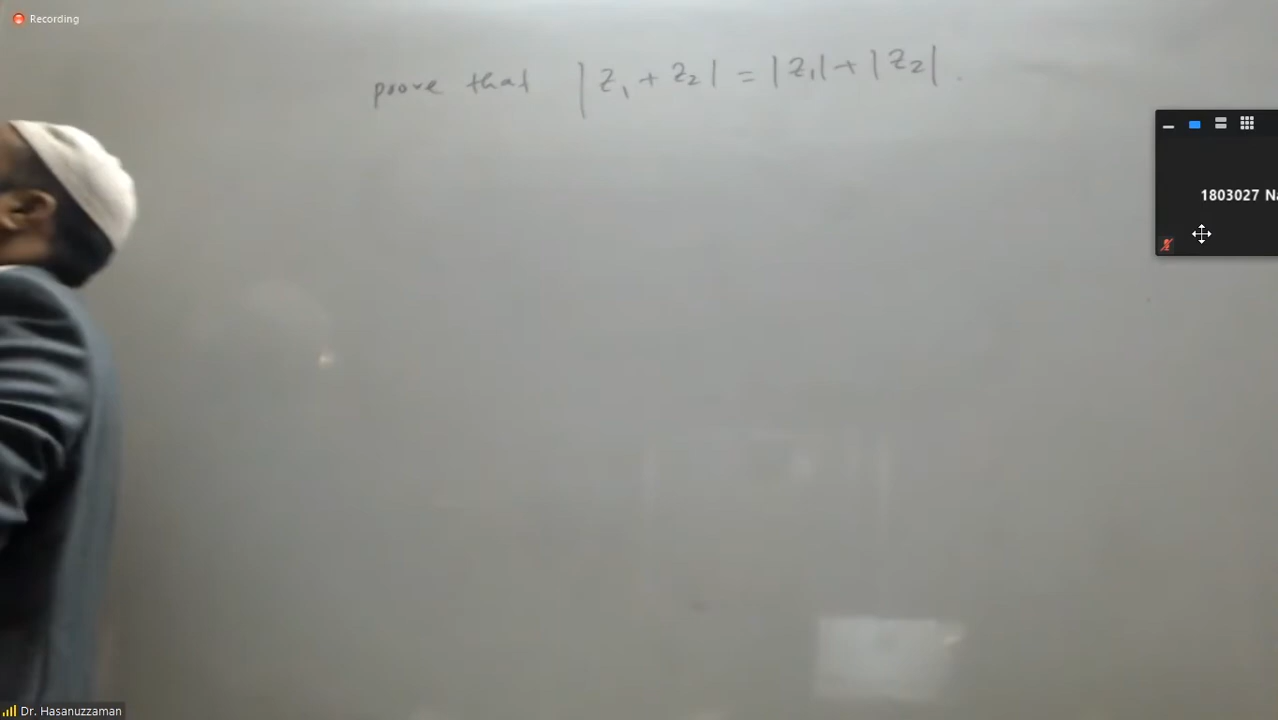 Recording
prove that |z₁ + z₂| = |z₁| + |z₂|.
1803027 Na
Dr. Hasanuzzaman